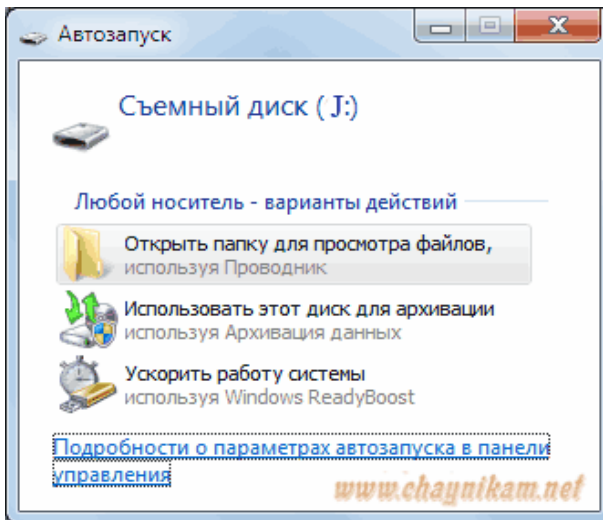 Автозапуск
Съемный диск ( J:)
Любой носитель - варианты действий
Открыть папку для просмотра файлов,
используя Проводник
Использовать этот диск для архивации
используя Архивация данных
Ускорить работу системы
используя Windows ReadyBoost
Подробности о параметрах автозапуска в панели
управления
www.chaynikam.net